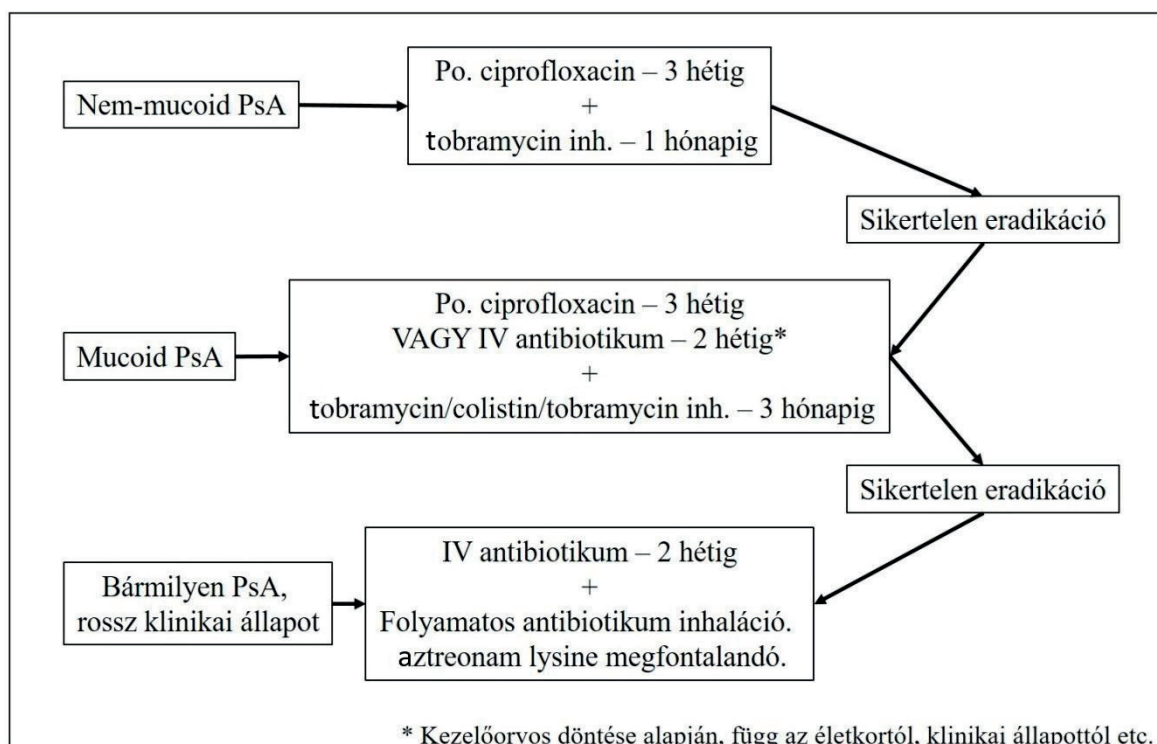 Nem-mucoid PsA
Po. ciprofloxacin – 3 hétig
+
tobramycin inh. – 1 hónapig
Sikertelen eradikáció
Mucoid PsA
Po. ciprofloxacin – 3 hétig
VAGY IV antibiotikum – 2 hétig*
+
tobramycin/colistin/tobramycin inh. – 3 hónapig
Sikertelen eradikáció
Bármilyen PsA,
rossz klinikai állapot
IV antibiotikum – 2 hétig
+
Folyamatos antibiotikum inhaláció.
aztreonam lysine megfontalandó.
* Kezelőorvos döntése alapján, függ az életkortól, klinikai állapottól etc.